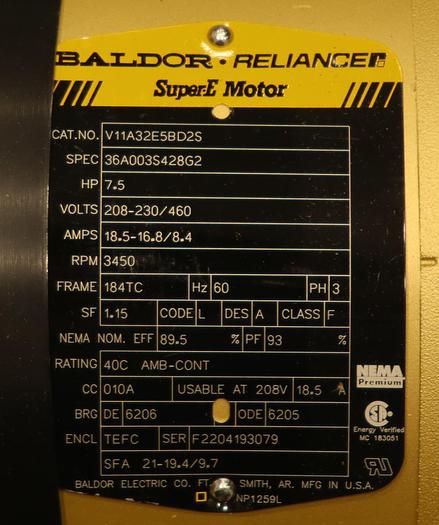 BALDOR • RELIANCE
Super-E Motor
CAT.NO. V11A32E5BD2S
SPEC 36A003S428G2
HP 7.5
VOLTS 208-230/460
AMPS 18.5-16.8/8.4
RPM 3450
FRAME 184TC Hz 60 PH 3
SF 1.15 CODE L DES A CLASS F
NEMA NOM. EFF 89.5 % PF 93 %
RATING 40C AMB-CONT
CC 010A USABLE AT 208V 18.5 A
BRG DE 6206 ODE 6205
ENCL TEFC SER F2204193079
SFA 21-19.4/9.7
NEMA
Premium
Energy Verified
MC 183051
BALDOR ELECTRIC CO. FT. SMITH, AR. MFG. IN U.S.A.
NP1259L